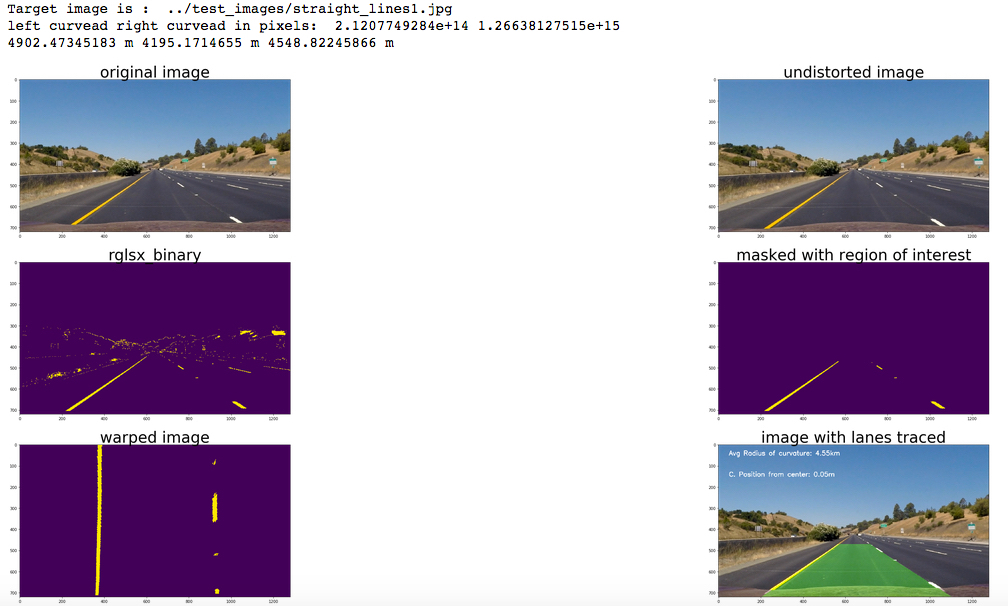 Target image is :  ../test_images/straight_lines1.jpg
left curvead right curvead in pixels:  2.1207749284e+14 1.26638127515e+15
4902.47345183 m 4195.1714655 m 4548.82245866 m
original image
undistorted image
0
100
200
300
400
500
600
700
0 200 400 600 800 1000 1200
0
100
200
300
400
500
600
700
0 200 400 600 800 1000 1200
rglsx_binary
masked with region of interest
0
100
200
300
400
500
600
700
0 200 400 600 800 1000 1200
0
100
200
300
400
500
600
700
0 200 400 600 800 1000 1200
warped image
image with lanes traced
0
100
200
300
400
500
600
700
0 200 400 600 800 1000 1200
Avg Radius of curvature: 4.55km
C. Position from center: 0.05m
0
100
200
300
400
500
600
700
0 200 400 600 800 1000 1200